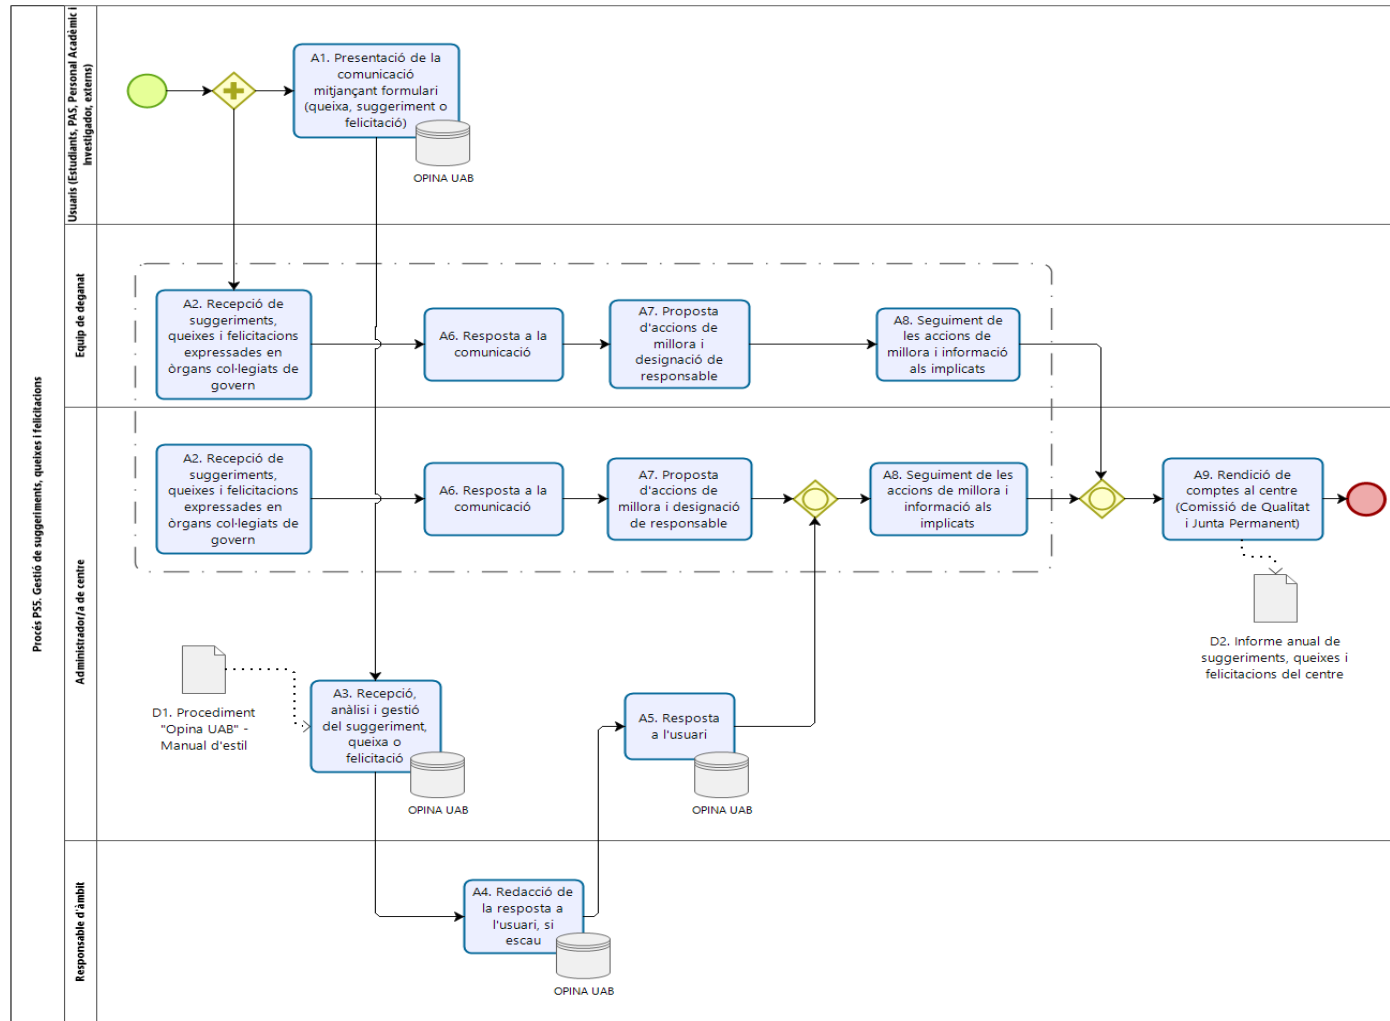 Procés PS5. Gestió de suggeriments, queixes i felicitacions
Usuaris (Estudiants, PAS, Personal Acadèmic i
Investigador, externs)
A1. Presentació de la
comunicació
mitjançant formulari
(queixa, suggeriment o
felicitació)
OPINA UAB
Equip de deganat
A2. Recepció de
suggeriments,
queixes i felicitacions
expressades en
òrgans col·legiats de
govern
A6. Resposta a la
comunicació
A7. Proposta
d'accions de
millora i
designació de
responsable
A8. Seguiment de
les accions de
millora i informació
als implicats
Administrador/a de centre
A2. Recepció de
suggeriments,
queixes i felicitacions
expressades en
òrgans col·legiats de
govern
A6. Resposta a la
comunicació
A7. Proposta
d'accions de
millora i designació
de responsable
A8. Seguiment de les
accions de millora i
informació als
implicats
A9. Rendició de
comptes al centre
(Comissió de Qualitat
i Junta Permanent)
D2. Informe anual de
suggeriments, queixes i
felicitacions del centre
D1. Procediment
"Opina UAB" -
Manual d'estil
A3. Recepció,
anàlisi i gestió
del suggeriment,
queixa o
felicitació
OPINA UAB
A5. Resposta
a l'usuari
OPINA UAB
Responsable d'àmbit
A4. Redacció de
la resposta a
l'usuari, si
escau
OPINA UAB